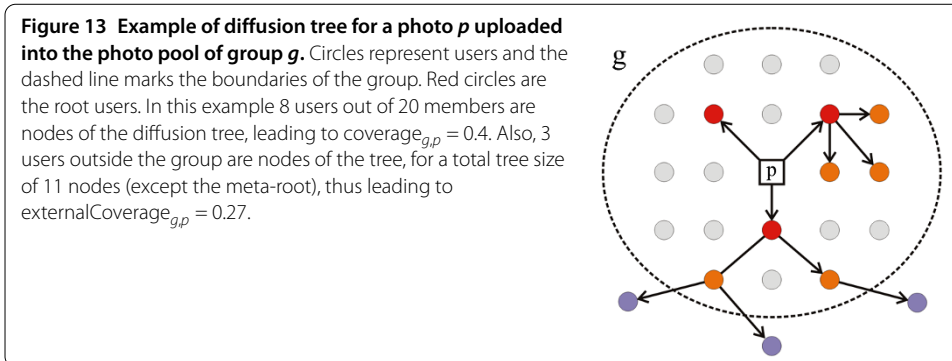 Figure 13 Example of diffusion tree for a photo p uploaded
into the photo pool of group g. Circles represent users and the
dashed line marks the boundaries of the group. Red circles are
the root users. In this example 8 users out of 20 members are
nodes of the diffusion tree, leading to coverage_{g,p} = 0.4. Also, 3
users outside the group are nodes of the tree, for a total tree size
of 11 nodes (except the meta-root), thus leading to
externalCoverage_{g,p} = 0.27.
g
p